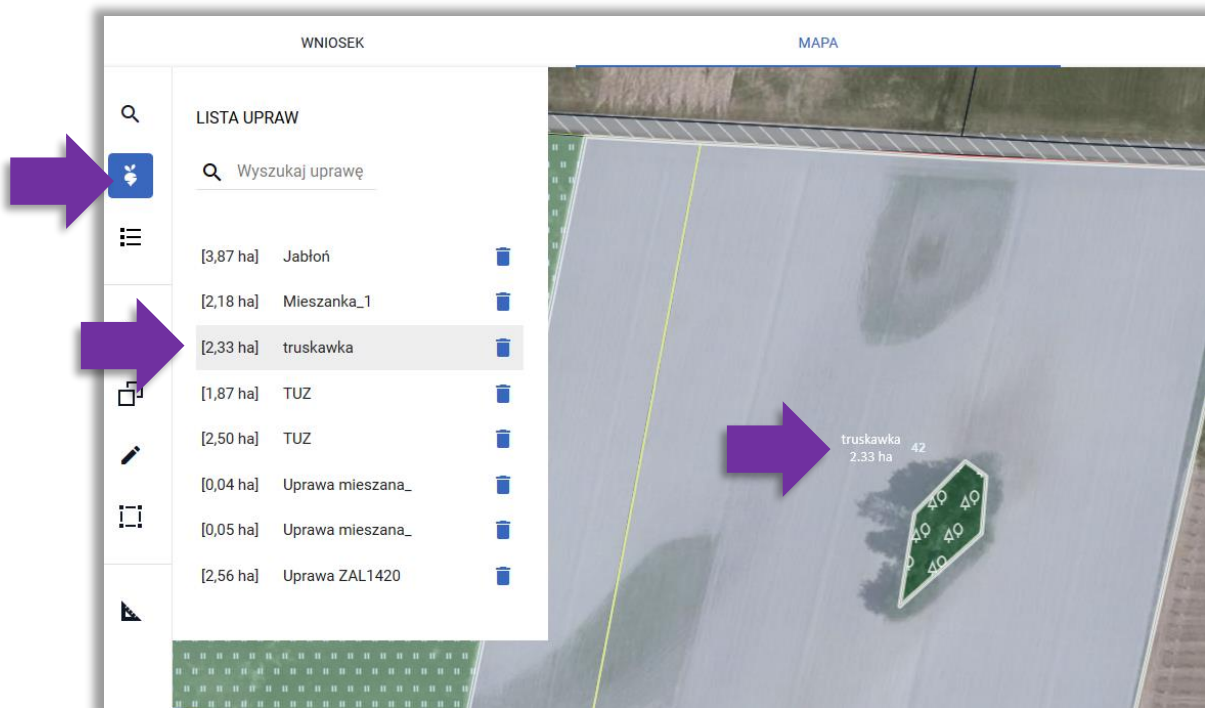 WNIOSEK MAPA
LISTA UPRAW
Wyszukaj uprawę
[3,87 ha] Jabłoń
[2,18 ha] Mieszanka_1
[2,33 ha] truskawka
[1,87 ha] TUZ
[2,50 ha] TUZ
[0,04 ha] Uprawa mieszana_
[0,05 ha] Uprawa mieszana_
[2,56 ha] Uprawa ZAL1420
truskawka 42
2.33 ha